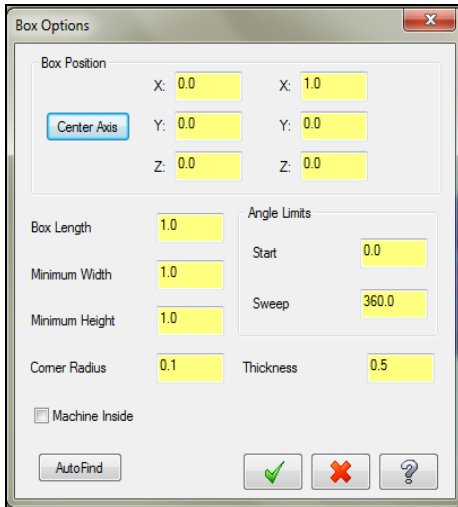 Box Options
Box Position
X: 0.0 X: 1.0
Center Axis Y: 0.0 Y: 0.0
Z: 0.0 Z: 0.0
Box Length 1.0 Angle Limits
Start 0.0
Minimum Width 1.0
Sweep 360.0
Minimum Height 1.0
Corner Radius 0.1 Thickness 0.5
Machine Inside
AutoFind